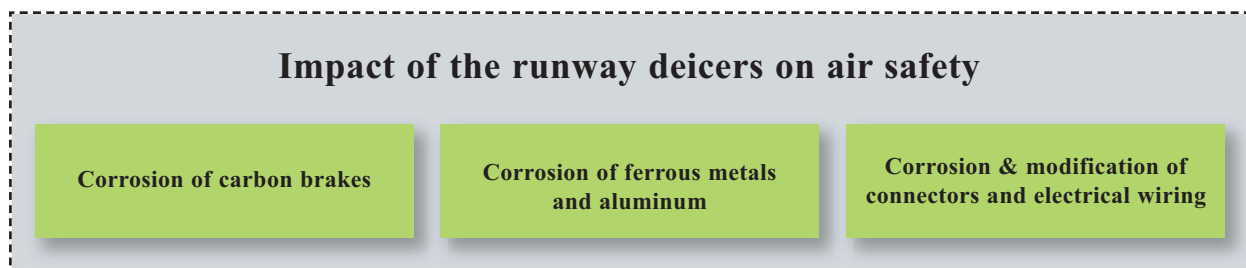 Impact of the runway deicers on air safety
Corrosion of carbon brakes
Corrosion of ferrous metals
and aluminum
Corrosion & modification of
connectors and electrical wiring